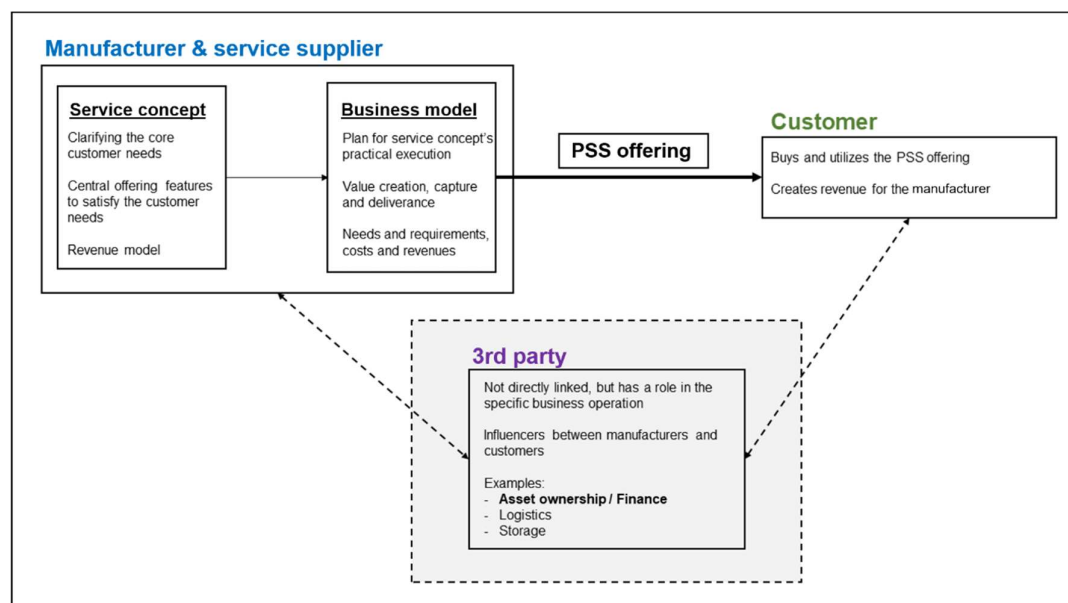 Manufacturer & service supplier
Service concept
Clarifying the core
customer needs
Central offering features
to satisfy the customer
needs
Revenue model
Business model
Plan for service concept's
practical execution
Value creation, capture
and deliverance
Needs and requirements,
costs and revenues
PSS offering
Customer
Buys and utilizes the PSS offering
Creates revenue for the manufacturer
3rd party
Not directly linked, but has a role in the
specific business operation
Influencers between manufacturers and
customers
Examples:
- Asset ownership / Finance
- Logistics
- Storage